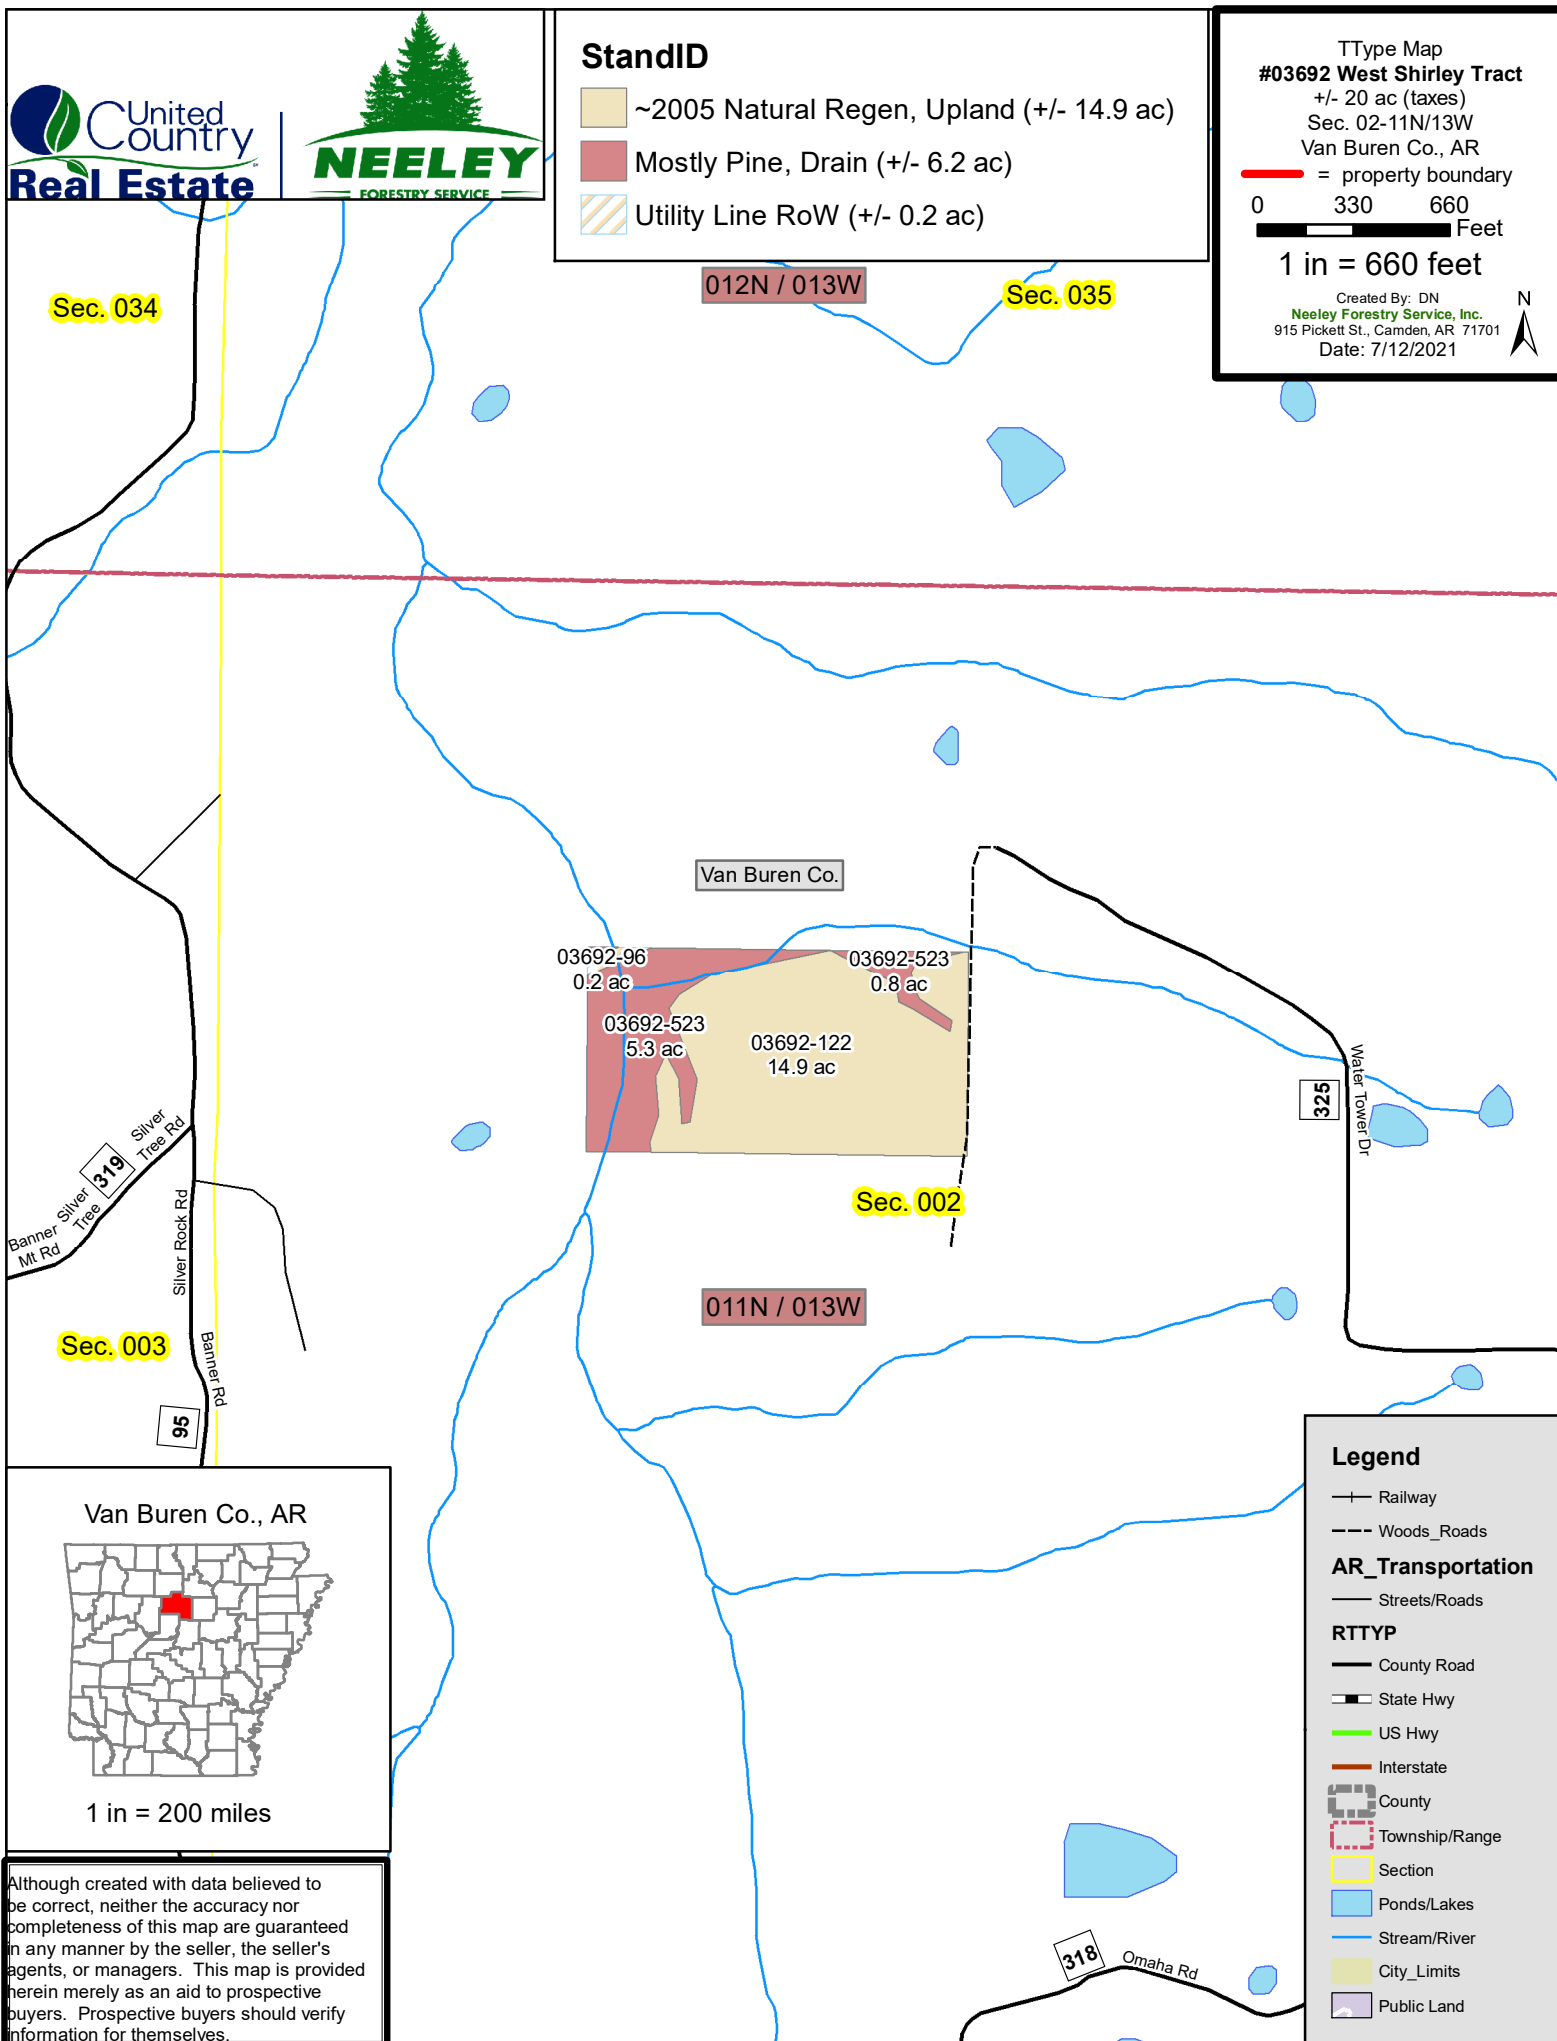 United
Country
Real Estate
NEELEY
FORESTRY SERVICE
StandID
~2005 Natural Regen, Upland (+/- 14.9 ac)
Mostly Pine, Drain (+/- 6.2 ac)
Utility Line RoW (+/- 0.2 ac)
TType Map
#03692 West Shirley Tract
+/- 20 ac (taxes)
Sec. 02-11N/13W
Van Buren Co., AR
= property boundary
0 330 660
Feet
1 in = 660 feet
Created By: DN
Neeley Forestry Service, Inc.
915 Pickett St., Camden, AR 71701
Date: 7/12/2021
N
012N / 013W
Sec. 034
Sec. 035
Van Buren Co.
03692-96
0.2 ac
03692-523
0.8 ac
03692-523
5.3 ac
03692-122
14.9 ac
325
Water Tower Dr
Silver
Tree Rd
319
Silver
Tree
Banner
Mt Rd
Silver Rock Rd
Sec. 002
011N / 013W
Sec. 003
Banner Rd
95
Van Buren Co., AR
1 in = 200 miles
Although created with data believed to
be correct, neither the accuracy nor
completeness of this map are guaranteed
in any manner by the seller, the seller's
agents, or managers. This map is provided
herein merely as an aid to prospective
buyers. Prospective buyers should verify
information for themselves.
318
Omaha Rd
Legend
Railway
Woods_Roads
AR_Transportation
Streets/Roads
RTTYP
County Road
State Hwy
US Hwy
Interstate
County
Township/Range
Section
Ponds/Lakes
Stream/River
City_Limits
Public Land